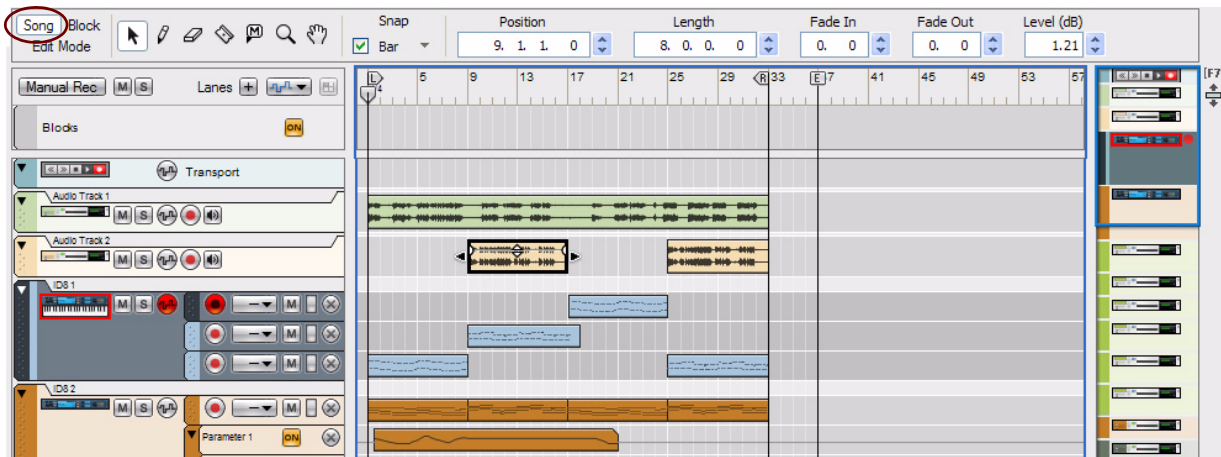 Song Block
Edit Mode
M
Snap
Bar
Position
9. 1. 1. 0
Length
8. 0. 0. 0
Fade In
0. 0
Fade Out
0. 0
Level (dB)
1.21
[F7
Manual Rec M S Lanes +
L 5 9 13 17 21 25 29 R 33 E 7 41 45 49 53 57
4
Blocks ON
Transport
Audio Track 1
M S
Audio Track 2
M S
ID8 1
M S M
M
M
ID8 2
M S M
Parameter 1 ON